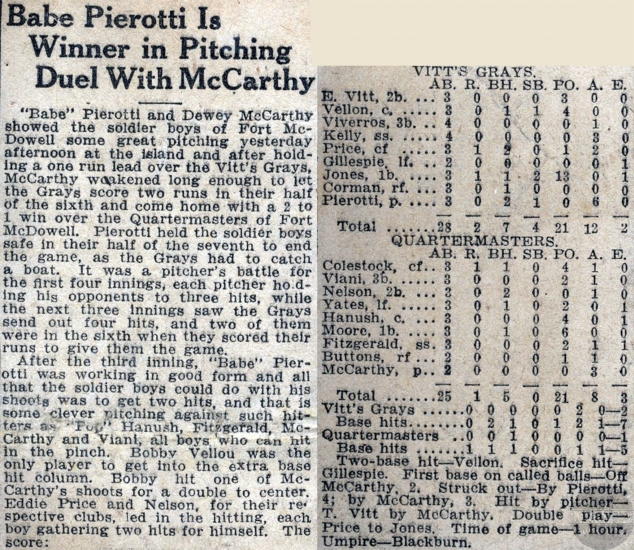 Babe Pierotti Is
Winner in Pitching
Duel With McCarthy
"Babe" Pierotti and Dewey McCarthy
showed the soldier boys of Fort Mc-
Dowell some great pitching yesterday
afternoon at the island and after hold-
ing a one run lead over the Vitt's Grays,
McCarthy weakened long enough to let
the Grays score two runs in their half
of the sixth and come home with a 2 to
1 win over the Quartermasters of Fort
McDowell. Pierotti held the soldier boys
safe in their half of the seventh to end
the game, as the Grays had to catch
a boat. It was a pitcher's battle for
the first four innings, each pitcher hold-
ing his opponents to three hits, while
the next three innings saw the Grays
send out four hits, and two of them
were in the sixth when they scored their
runs to give them the game.
After the third inning, "Babe" Pier-
otti was working in good form and all
that the soldier boys could do with his
shoots was to get two hits, and that is
some clever pitching against such hit-
ters as "Pop" Hanush, Fitzgerald, Mc-
Carthy and Viani, all boys who can hit
in the pinch. Bobby Vellou was the
only player to get into the extra base
hit column. Bobby hit one of Mc-
Carthy's shoots for a double to center.
Eddie Price and Nelson, for their re-
spective clubs, led in the hitting, each
boy gathering two hits for himself. The
score:
VITT'S GRAYS.
AB. R. BH. SB. PO. A. E.
E. Vitt, 2b. ... 3 0 0 0 3 0 0
Vellon, c. .... 3 0 1 1 4 0 0
Viverros, 3b. .. 4 0 0 0 0 1 0
Kelly, ss. .... 4 0 0 0 0 3 0
Price, cf .... 3 1 2 0 1 2 0
Gillespie, lf. .. 2 0 0 0 0 0 1
Jones, 1b. .... 3 1 1 2 13 0 1
Corman, rf. ... 3 0 1 0 0 0 0
Pierotti, p. ... 3 0 2 1 0 6 0
Total ......28 2 7 4 21 12 2
QUARTERMASTERS.
AB. R. BH. SB. PO. A. E.
Colestock, cf.. 3 1 1 0 4 1 0
Viani, 3b. .... 3 0 0 0 2 1 0
Nelson, 2b. ... 3 0 2 0 0 1 0
Yates, lf. .... 3 0 1 1 0 2 0 1
Hanush, c. .... 3 0 0 0 4 0 1
Moore, 1b. .... 3 0 1 0 6 0 0
Fitzgerald, ss. 3 0 0 0 2 1 1
Buttons, rf ... 2 0 0 0 1 1 0
McCarthy, p.. 2 0 0 0 0 3 0
Total ......25 1 5 0 21 8 3
Vitt's Grays ......0 0 0 0 0 2 0—2
Base hits ......0 2 1 0 1 2 1—7
Quartermasters ..0 0 1 0 0 0 0—1
Base hits ......1 1 1 0 0 1 1—5
Two-base hit—Vellon. Sacrifice hit—
Gillespie. First base on called balls—Off
McCarthy, 2. Struck out—By Pierotti,
4; by McCarthy, 3. Hit by pitcher—
T. Vitt by McCarthy. Double play—
Price to Jones. Time of game—1 hour.
Umpire—Blackburn.